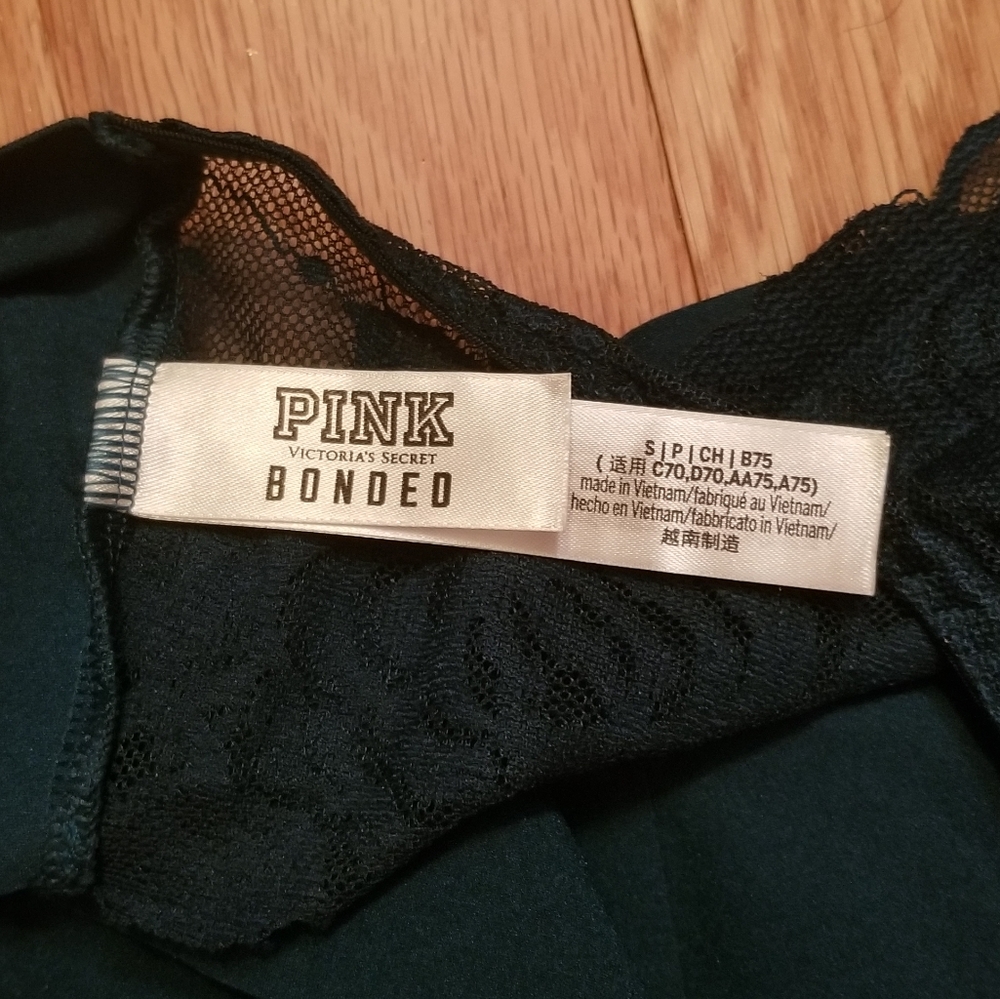 PINK
VICTORIA'S SECRET
BONDED
S | P | CH | B75
( 适用 C70,D70,AA75,A75)
made in Vietnam/fabriqué au Vietnam/
hecho en Vietnam/fabbricato in Vietnam/
越南制造